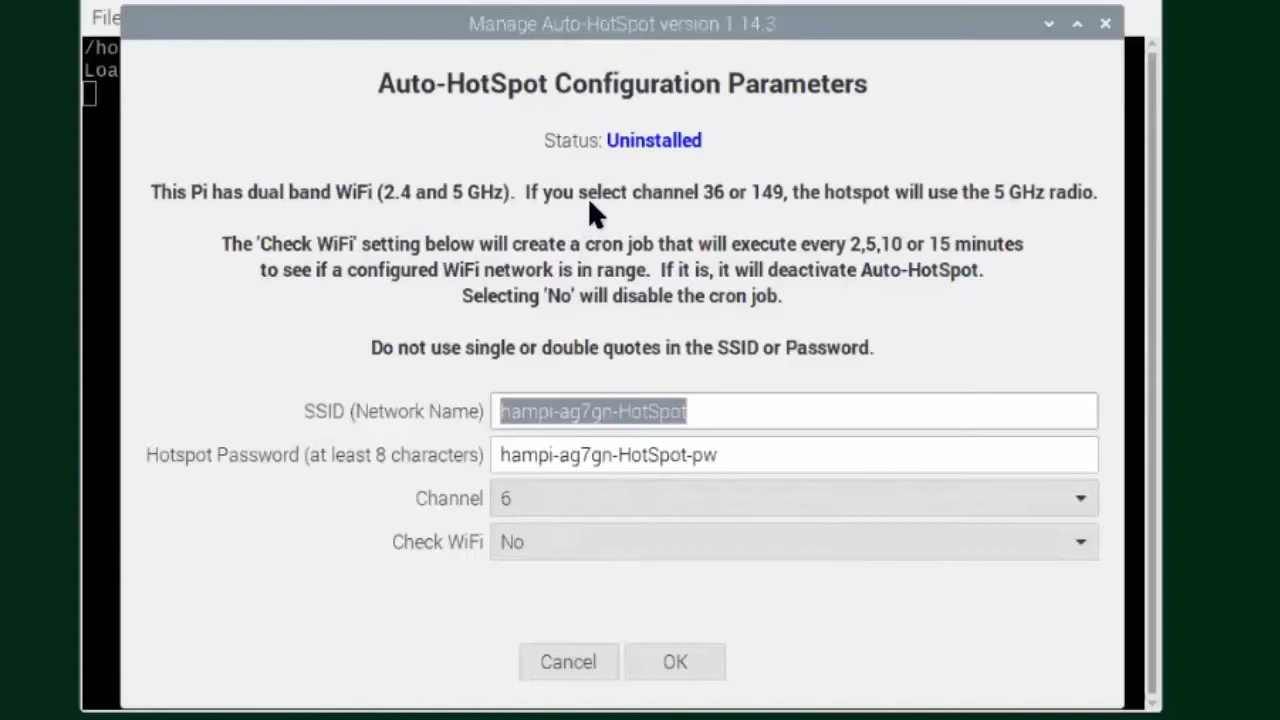 File
Manage Auto-HotSpot version 1.14.3
/ho
Loa
Auto-HotSpot Configuration Parameters
Status: Uninstalled
This Pi has dual band WiFi (2.4 and 5 GHz).  If you select channel 36 or 149, the hotspot will use the 5 GHz radio.
The 'Check WiFi' setting below will create a cron job that will execute every 2,5,10 or 15 minutes
to see if a configured WiFi network is in range.  If it is, it will deactivate Auto-HotSpot.
Selecting 'No' will disable the cron job.
Do not use single or double quotes in the SSID or Password.
SSID (Network Name) hampi-ag7gn-HotSpot
Hotspot Password (at least 8 characters) hampi-ag7gn-HotSpot-pw
Channel 6
Check WiFi No
Cancel OK